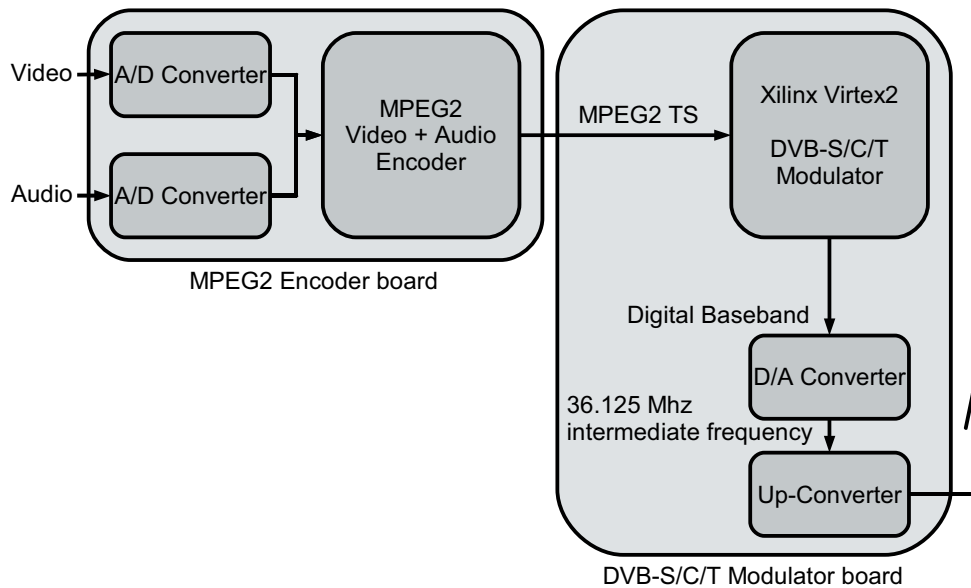 Video
A/D Converter
Audio
A/D Converter
MPEG2
Video + Audio
Encoder
MPEG2 Encoder board
MPEG2 TS
Xilinx Virtex2
DVB-S/C/T
Modulator
Digital Baseband
D/A Converter
36.125 Mhz
intermediate frequency
Up-Converter
DVB-S/C/T Modulator board